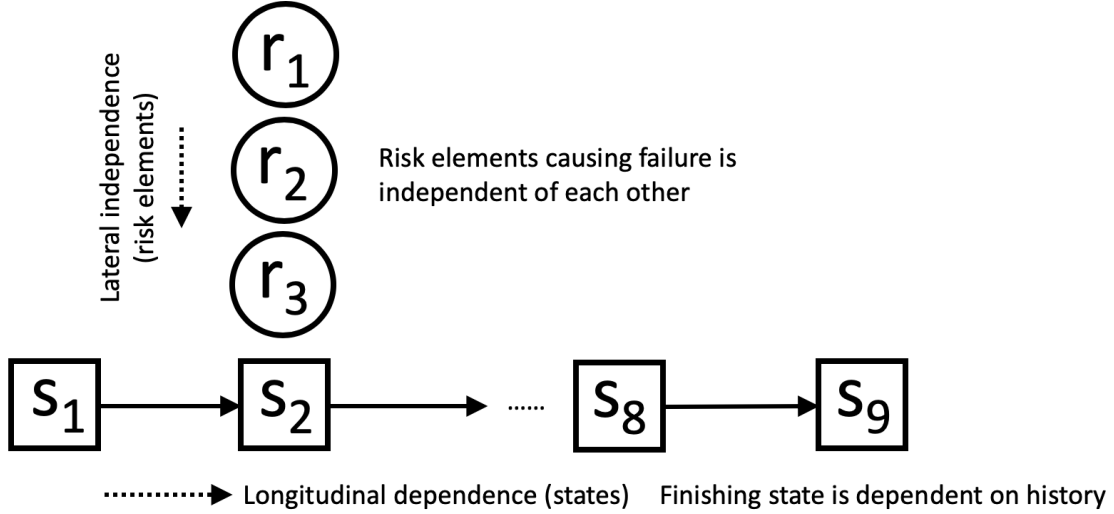 r1
Lateral independence
(risk elements)
r2
Risk elements causing failure is
independent of each other
r3
s1
s2
......
s8
s9
Longitudinal dependence (states)
Finishing state is dependent on history